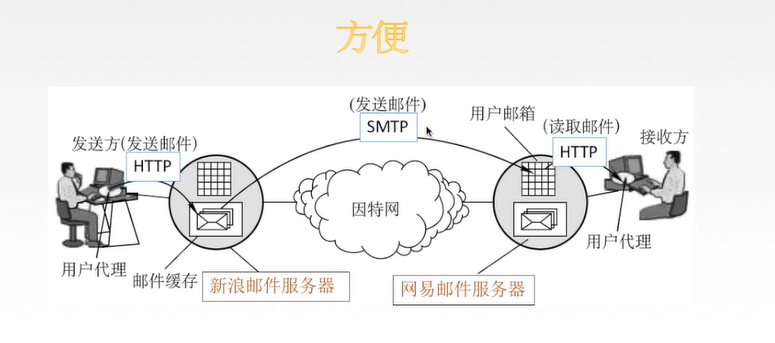 方便
(发送邮件)
SMTP
用户邮箱
(读取邮件)
HTTP
接收方
发送方(发送邮件)
HTTP
因特网
用户代理
用户代理
邮件缓存
新浪邮件服务器
网易邮件服务器